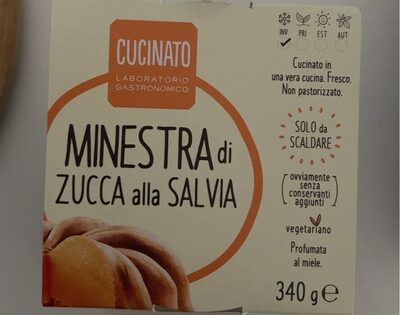 CUCINATO
LABORATORIO
GASTRONOMICO
MINESTRA di
ZUCCA alla SALVIA
INV PRI EST AUT
Cucinato in
una vera cucina. Fresco.
Non pastorizzato.
SOLO da
SCALDARE
ovviamente
senza
conservanti
aggiunti
vegetariano
Profumata
al miele.
340 g e